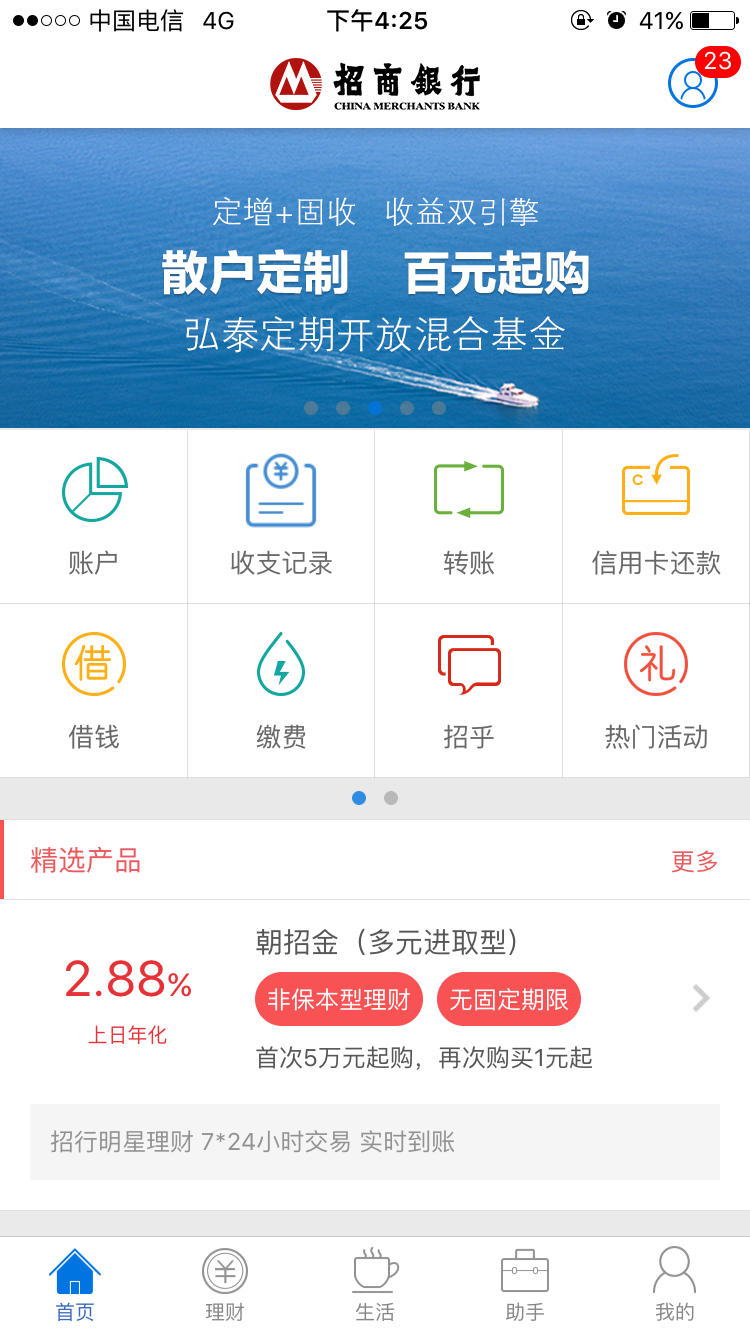 中国电信 4G 下午4:25 41%
23
招商银行
CHINA MERCHANTS BANK
定增+固收 收益双引擎
散户定制 百元起购
弘泰定期开放混合基金
¥ C
账户 收支记录 转账 信用卡还款
借 礼
借钱 缴费 招乎 热门活动
精选产品 更多
朝招金（多元进取型）
2.88%
非保本型理财 无固定期限
上日年化
首次5万元起购，再次购买1元起
招行明星理财 7*24小时交易 实时到账
¥
首页 理财 生活 助手 我的